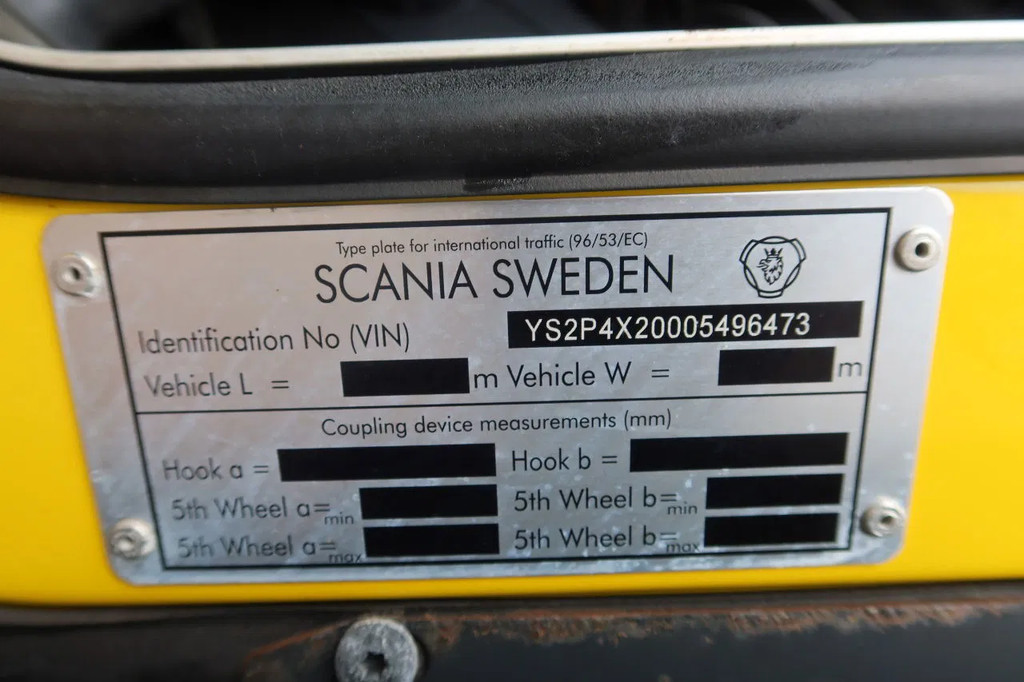 Type plate for international traffic (96/53/EC)
SCANIA SWEDEN
Identification No (VIN) YS2P4X20005496473
Vehicle L = m Vehicle W = m
Coupling device measurements (mm)
Hook a = Hook b =
5th Wheel a=min 5th Wheel b=min
5th Wheel a=max 5th Wheel b=max